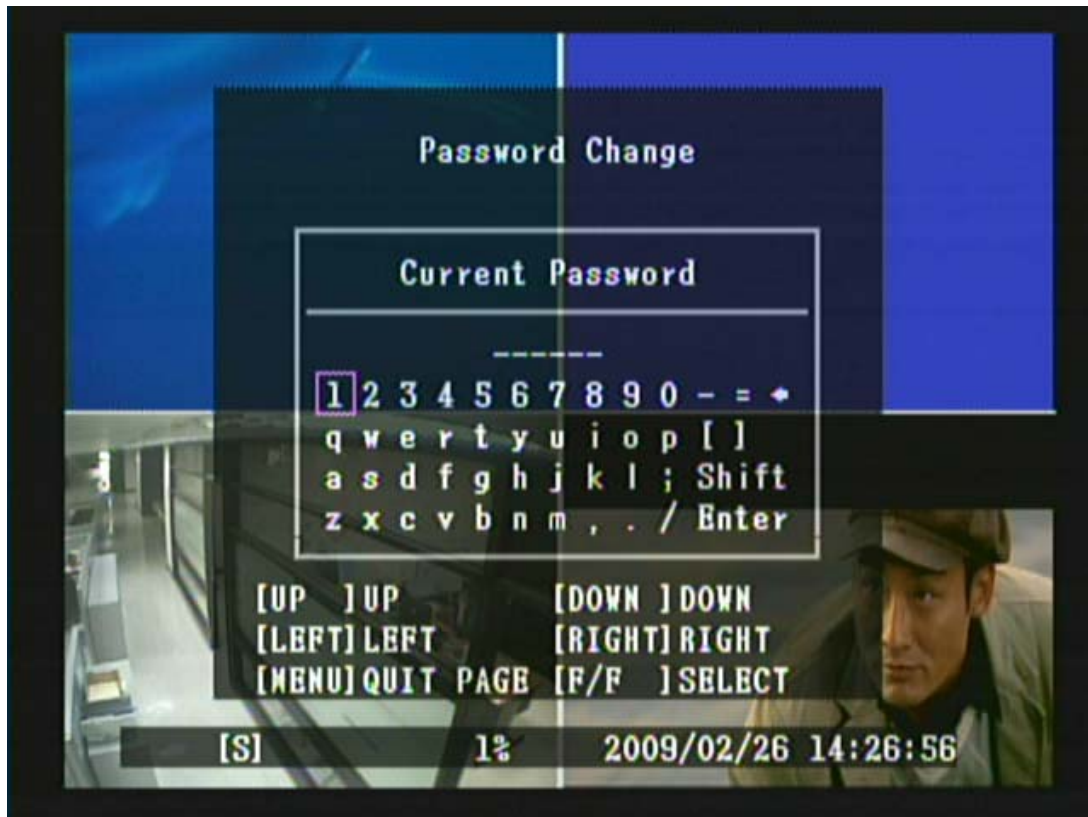 Password Change
Current Password
------
1 2 3 4 5 6 7 8 9 0 - = ←
q w e r t y u i o p [ ]
a s d f g h j k l ; Shift
z x c v b n m , . / Enter
[UP ]UP [DOWN ]DOWN
[LEFT]LEFT [RIGHT]RIGHT
[MENU]QUIT PAGE [F/F ]SELECT
[S] 1% 2009/02/26 14:26:56